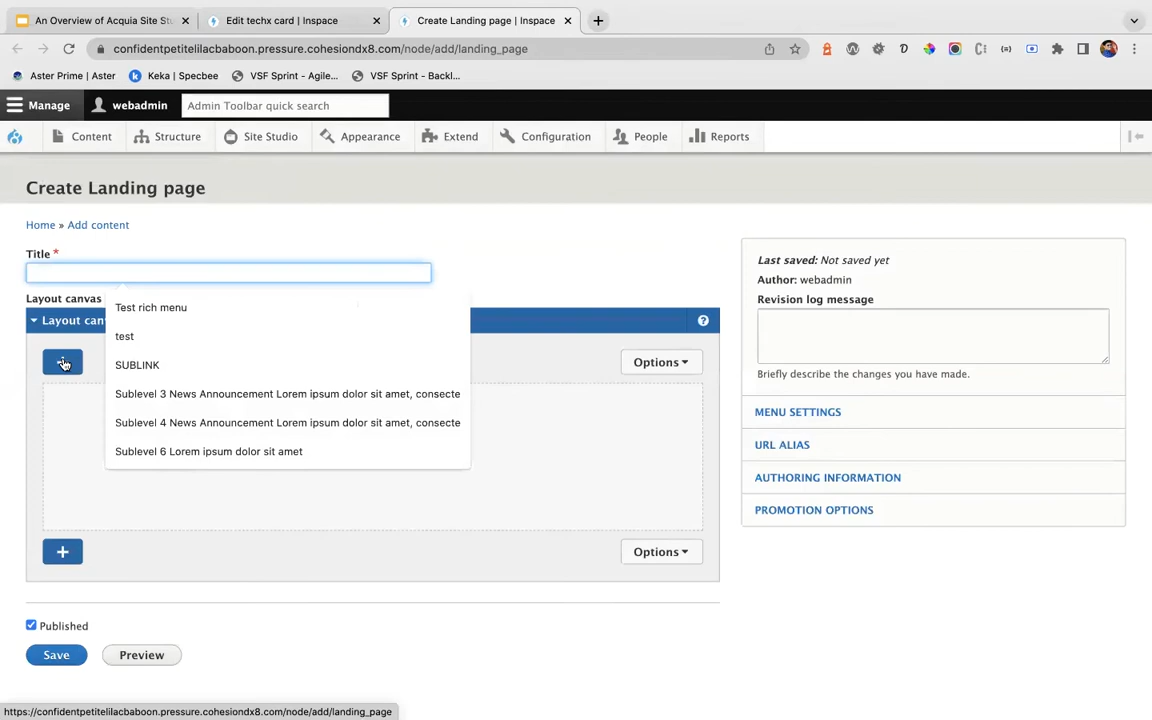 An Overview of Acquia Site Stu
Edit techx card | Inspace
Create Landing page | Inspace
confidentpetitelilacbaboon.pressure.cohesiondx8.com/node/add/landing_page
Aster Prime | Aster
Keka | Specbee
VSF Sprint - Agile...
VSF Sprint - Backl...
Manage
webadmin
Admin Toolbar quick search
Content
Structure
Site Studio
Appearance
Extend
Configuration
People
Reports
Create Landing page
Home » Add content
Title *
Layout canvas
Layout can
Test rich menu
test
SUBLINK
Sublevel 3 News Announcement Lorem ipsum dolor sit amet, consecte
Sublevel 4 News Announcement Lorem ipsum dolor sit amet, consecte
Sublevel 6 Lorem ipsum dolor sit amet
Options
Options
Published
Save
Preview
Last saved: Not saved yet
Author: webadmin
Revision log message
Briefly describe the changes you have made.
MENU SETTINGS
URL ALIAS
AUTHORING INFORMATION
PROMOTION OPTIONS
https://confidentpetitelilacbaboon.pressure.cohesiondx8.com/node/add/landing_page